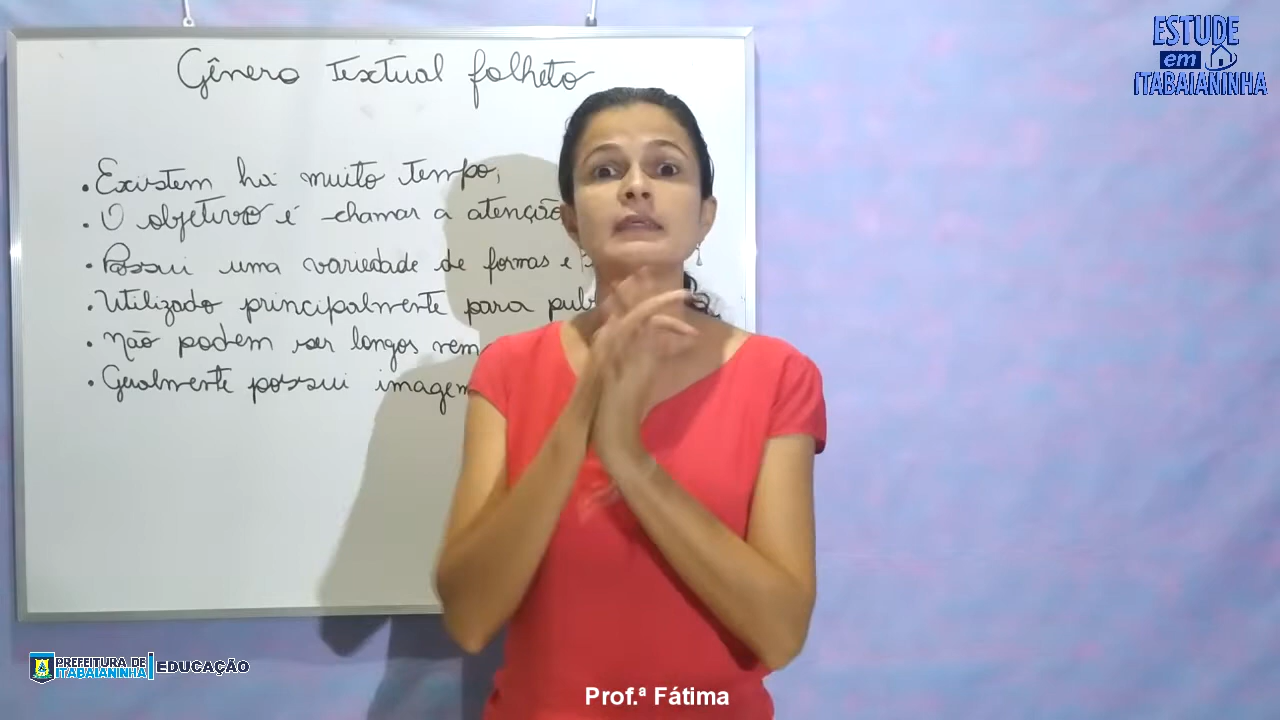 Gênero Textual folheto
ESTUDE
em
ITABAIANINHA
• Existem há muito tempo;
• O objetivo é chamar a atenção
• Possui uma variedade de formas e
• Utilizado principalmente para
• Não podem ser longos nem
• Geralmente possui imagem
PREFEITURA DE
ITABAIANINHA
EDUCAÇÃO
Prof.ª Fátima